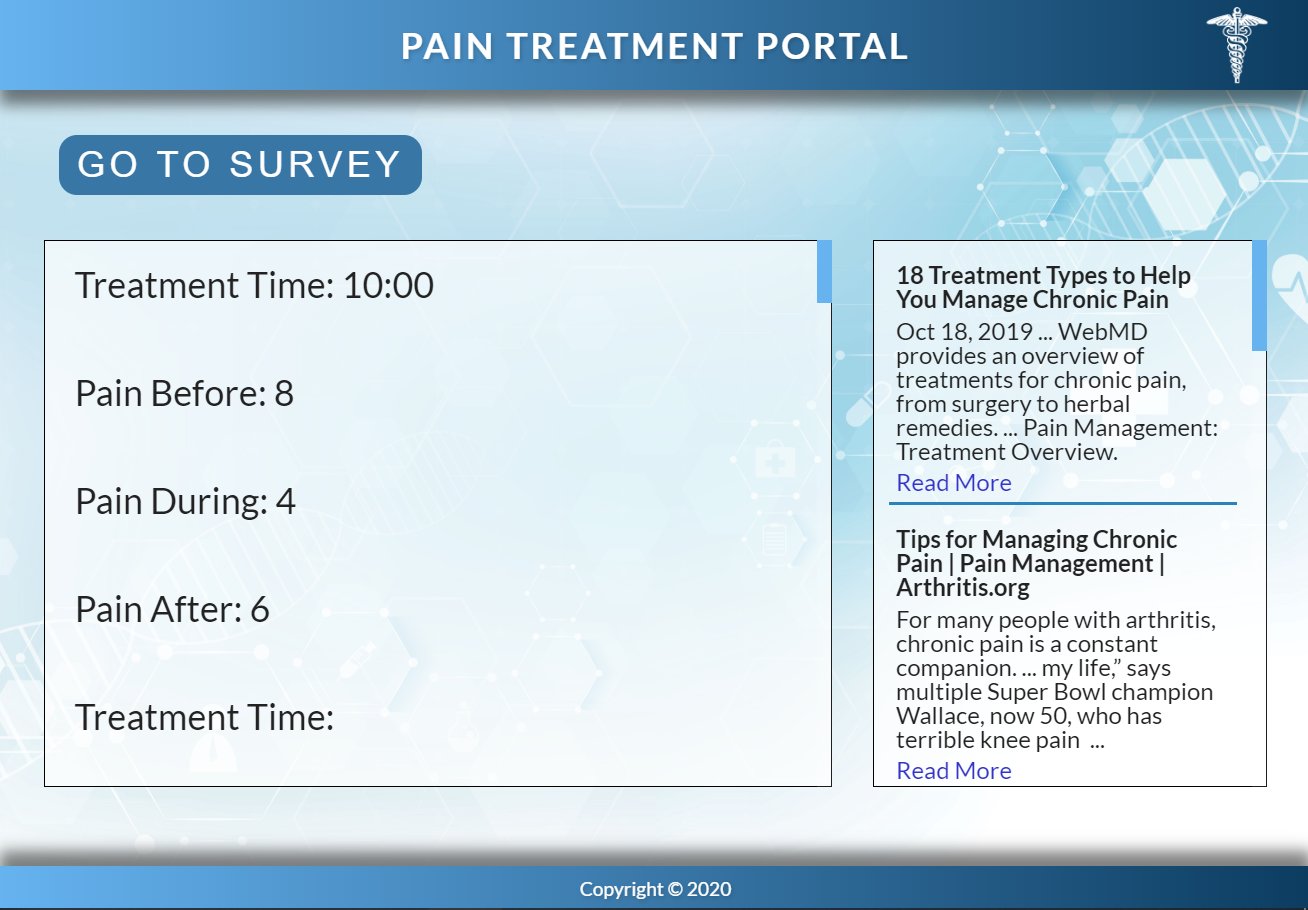 PAIN TREATMENT PORTAL
GO TO SURVEY
Treatment Time: 10:00
Pain Before: 8
Pain During: 4
Pain After: 6
Treatment Time:
18 Treatment Types to Help
You Manage Chronic Pain
Oct 18, 2019 ... WebMD
provides an overview of
treatments for chronic pain,
from surgery to herbal
remedies. ... Pain Management:
Treatment Overview.
Read More
Tips for Managing Chronic
Pain | Pain Management |
Arthritis.org
For many people with arthritis,
chronic pain is a constant
companion. ... my life,” says
multiple Super Bowl champion
Wallace, now 50, who has
terrible knee pain ...
Read More
Copyright © 2020